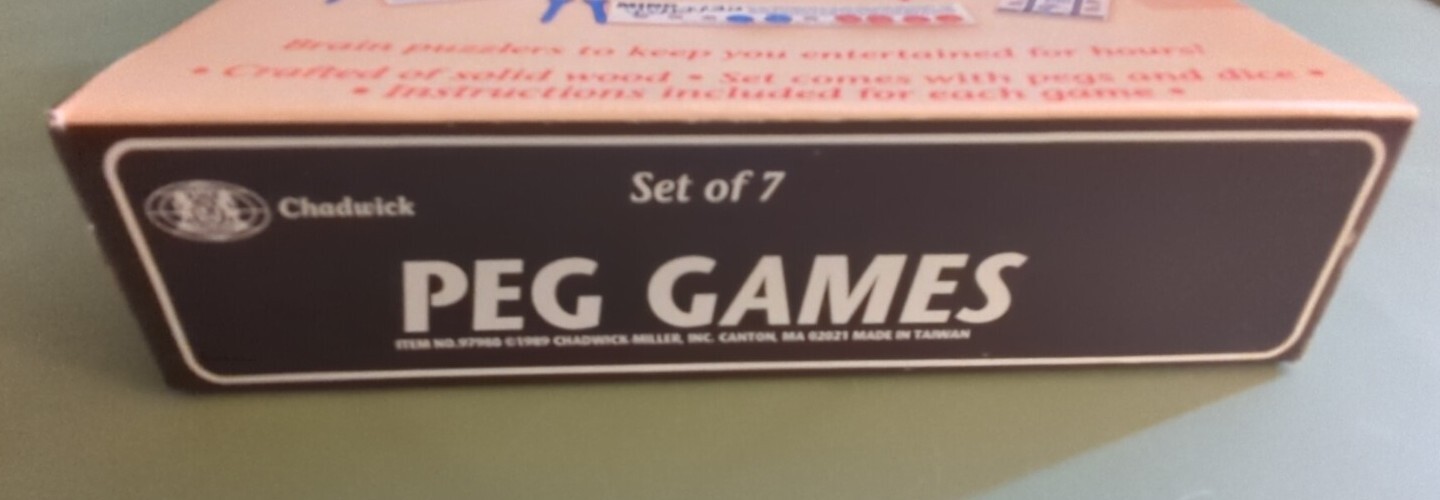 MIND
Brain puzzlers to keep you entertained for hours!
• Crafted of solid wood • Set comes with pegs and dice •
• Instructions included for each game •
Chadwick
Set of 7
PEG GAMES
ITEM NO.97980 ©1989 CHADWICK-MILLER, INC. CANTON, MA 02021 MADE IN TAIWAN